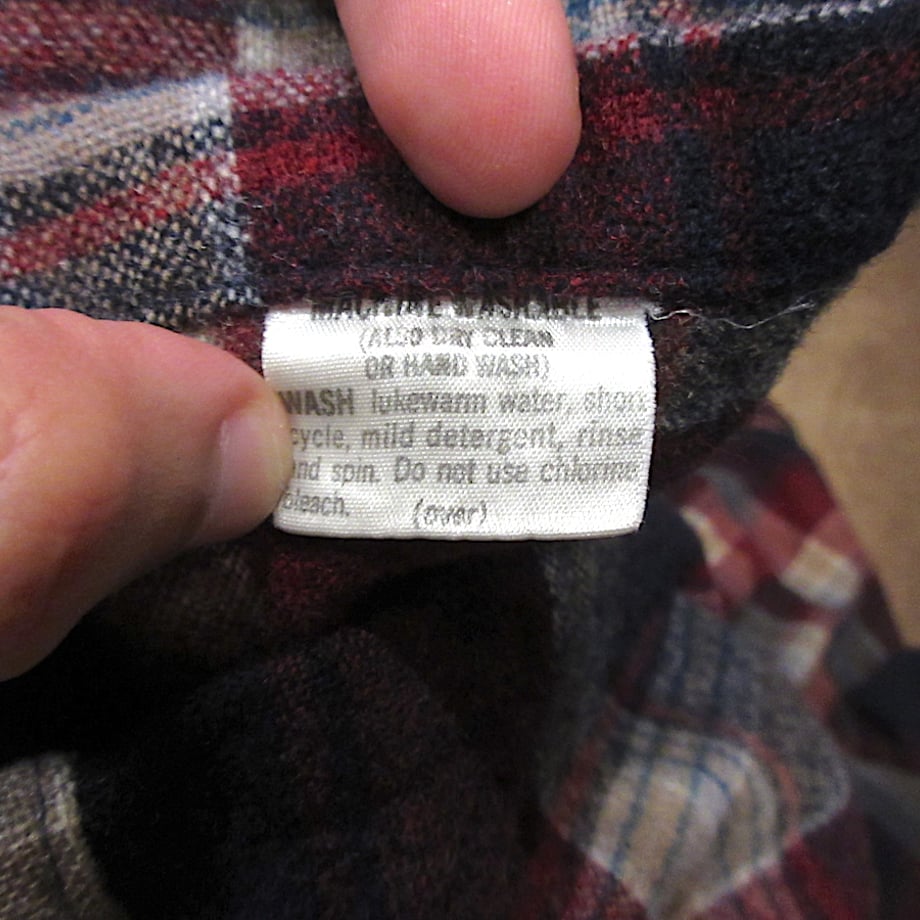 MACHINE WASHABLE
(ALSO DRY CLEAN
OR HAND WASH)
WASH lukewarm water, short
cycle, mild detergent, rinse
and spin. Do not use chlorine
bleach. (over)